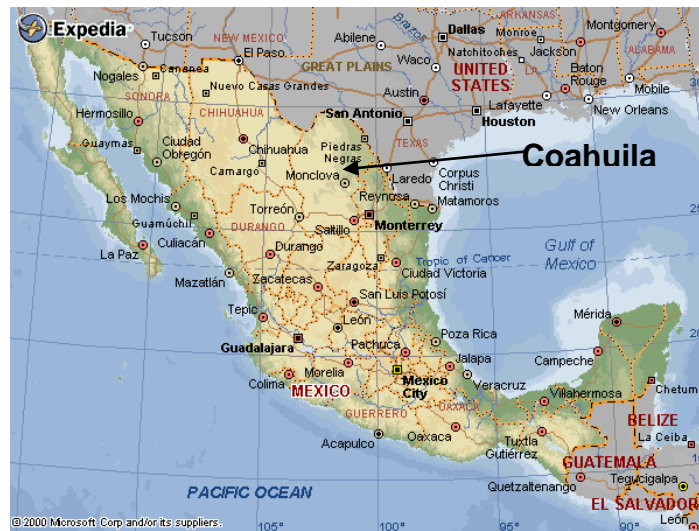 Expedia
Tucson
NEW MEXICO
Abilene
Brazos
Dallas
ARKANSAS
Monroe
Montgomery
Natchitoches
Jackson
ALABAMA
Cananea
El Paso
Waco
GREAT PLAINS
UNITED
STATES
LA
Baton
Rouge
Mobile
Nogales
Nuevo Casas Grandes
Austin
Lafayette
New Orleans
SONORA
Hermosillo
CHIHUAHUA
San Antonio
Houston
30°
TEXAS
Guaymas
Ciudad
Obregón
Chihuahua
Piedras
Negras
Coahuila
Camargo
Monclova
Laredo
Corpus
Christi
Los Mochis
Reynosa
Matamoros
Torreón
Guamúchil
Monterrey
25°
DURANGO
Saltillo
Culiacán
La Paz
Durango
Zaragoza
Tropic of Cancer
Gulf of
Mexico
Mazatlán
Zacatecas
Ciudad Victoria
San Luis Potosí
Mérida
Tepic
León
Poza Rica
Guadalajara
Pachuca
Jalapa
Campeche
Morelia
Mexico
City
Colima
MEXICO
Veracruz
Villahermosa
Chetum
GUERRERO
OAXACA
BELIZE
La Ceiba
Acapulco
Oaxaca
Tuxtla
Gutiérrez
GUATEMALA
PACIFIC OCEAN
Quetzaltenango
Tegucigalpa
EL SALVADOR
León
© 2000 Microsoft Corp and/or its suppliers.
105°
100°
95°
90°